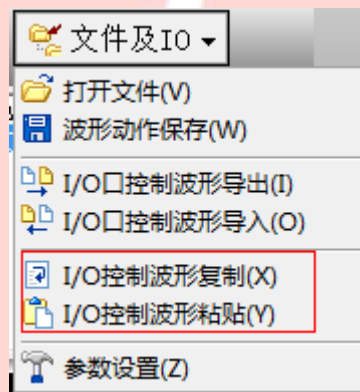 文件及IO
打开文件(V)
波形动作保存(W)
I/O口控制波形导出(I)
I/O口控制波形导入(O)
I/O控制波形复制(X)
I/O控制波形粘贴(Y)
参数设置(Z)